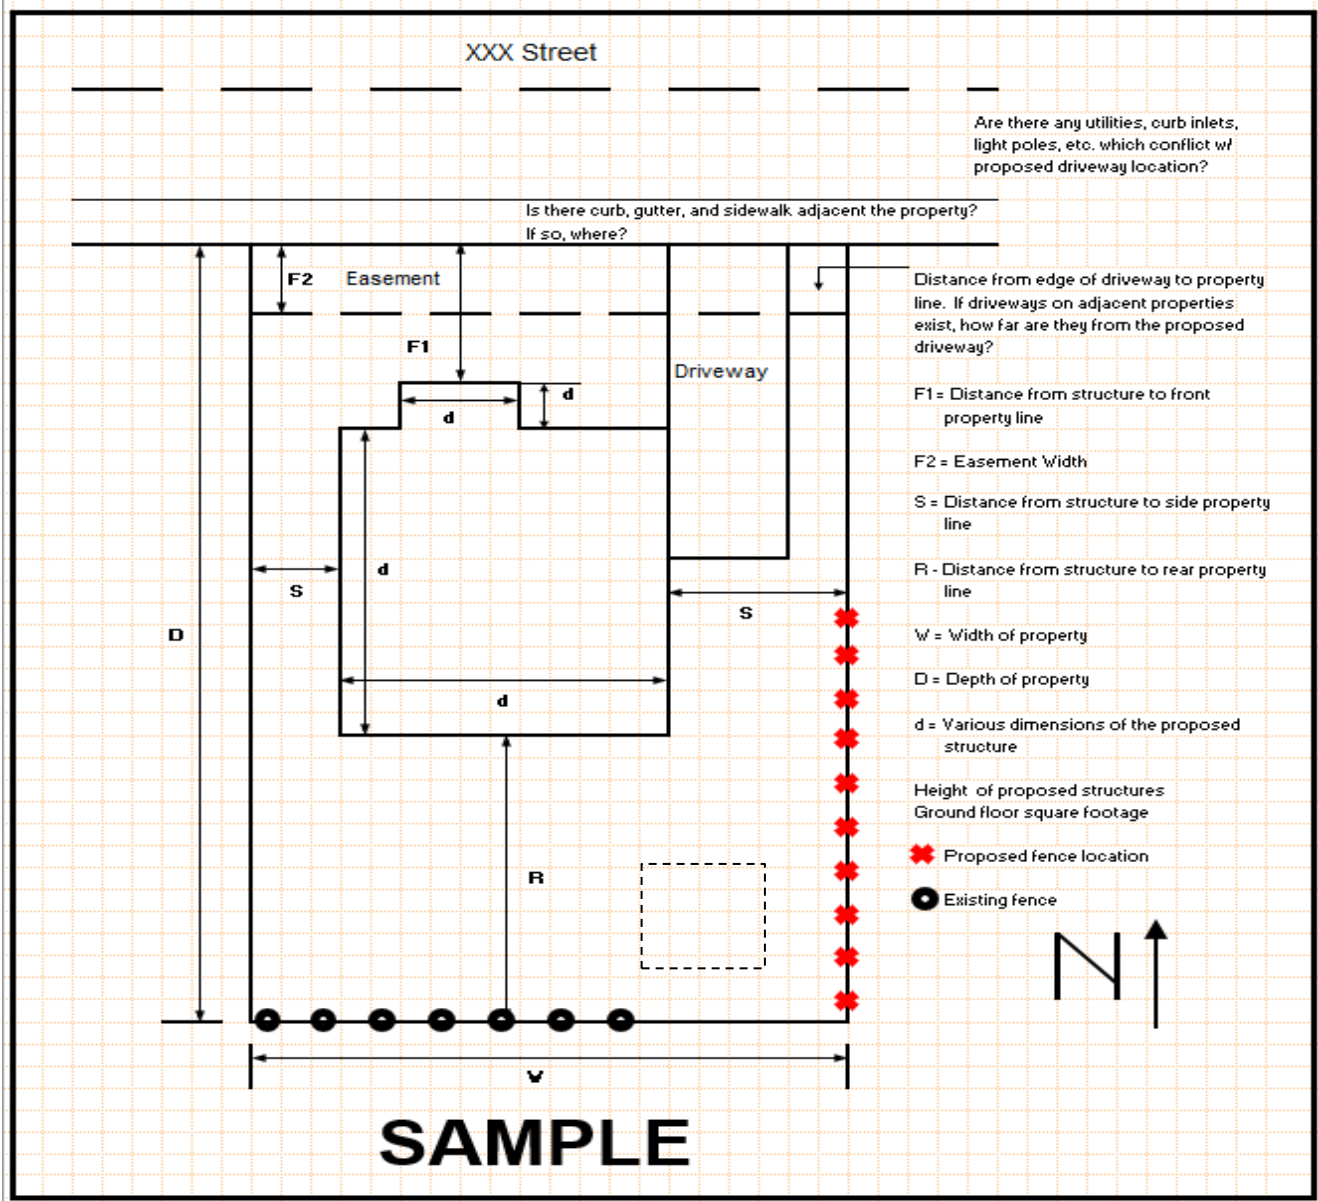 XXX Street
Are there any utilities, curb inlets,
light poles, etc. which conflict w/
proposed driveway location?
Is there curb, gutter, and sidewalk adjacent the property?
If so, where?
F2
Easement
Distance from edge of driveway to property
line. If driveways on adjacent properties
exist, how far are they from the proposed
driveway?
F1
Driveway
d
d
F1 = Distance from structure to front
property line
F2 = Easement Width
S = Distance from structure to side property
line
d
S
R - Distance from structure to rear property
line
S
D
W = Width of property
D = Depth of property
d
d = Various dimensions of the proposed
structure
Height of proposed structures
Ground floor square footage
Proposed fence location
R
Existing fence
N
W
SAMPLE